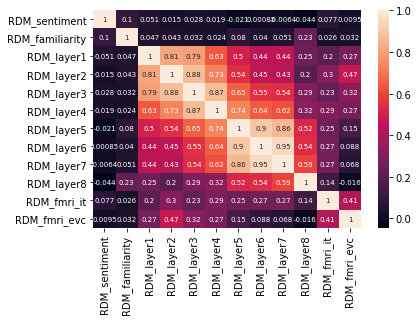 RDM_sentiment 1 0.1 0.051 0.015 0.028 0.019 -0.021 0.00084 0.0064 -0.044 0.077 0.0095
RDM_familiarity 0.1 1 0.047 0.043 0.032 0.024 0.08 0.04 0.051 0.23 0.026 0.032
RDM_layer1 0.051 0.047 1 0.81 0.79 0.63 0.5 0.44 0.44 0.25 0.2 0.27
RDM_layer2 0.015 0.043 0.81 1 0.88 0.73 0.54 0.45 0.43 0.2 0.3 0.47
RDM_layer3 0.028 0.032 0.79 0.88 1 0.87 0.65 0.55 0.54 0.29 0.23 0.32
RDM_layer4 0.019 0.024 0.63 0.73 0.87 1 0.74 0.64 0.62 0.32 0.29 0.27
RDM_layer5 -0.021 0.08 0.5 0.54 0.65 0.74 1 0.9 0.86 0.52 0.25 0.15
RDM_layer6 0.00085 0.04 0.44 0.45 0.55 0.64 0.9 1 0.95 0.54 0.27 0.088
RDM_layer7 -0.0064 0.051 0.44 0.43 0.54 0.62 0.86 0.95 1 0.59 0.27 0.068
RDM_layer8 -0.044 0.23 0.25 0.2 0.29 0.32 0.52 0.54 0.59 1 0.14 -0.016
RDM_fmri_it 0.077 0.026 0.2 0.3 0.23 0.29 0.25 0.27 0.27 0.14 1 0.41
RDM_fmri_evc 0.0095 0.032 0.27 0.47 0.32 0.27 0.15 0.088 0.068 -0.016 0.41 1
RDM_sentiment RDM_familiarity RDM_layer1 RDM_layer2 RDM_layer3 RDM_layer4 RDM_layer5 RDM_layer6 RDM_layer7 RDM_layer8 RDM_fmri_it RDM_fmri_evc
1.0
0.8
0.6
0.4
0.2
0.0